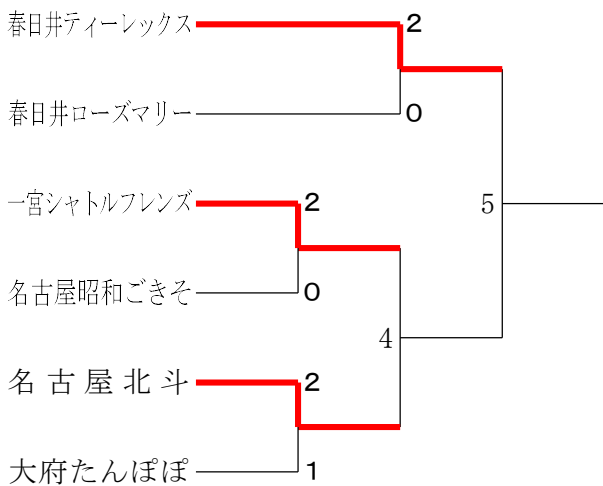 春日井ティーレックス 2
春日井ローズマリー 0
一宮シャトルフレンズ 2
5
名古屋昭和ごきそ 0
4
名古屋北斗 2
大府たんぽぽ 1